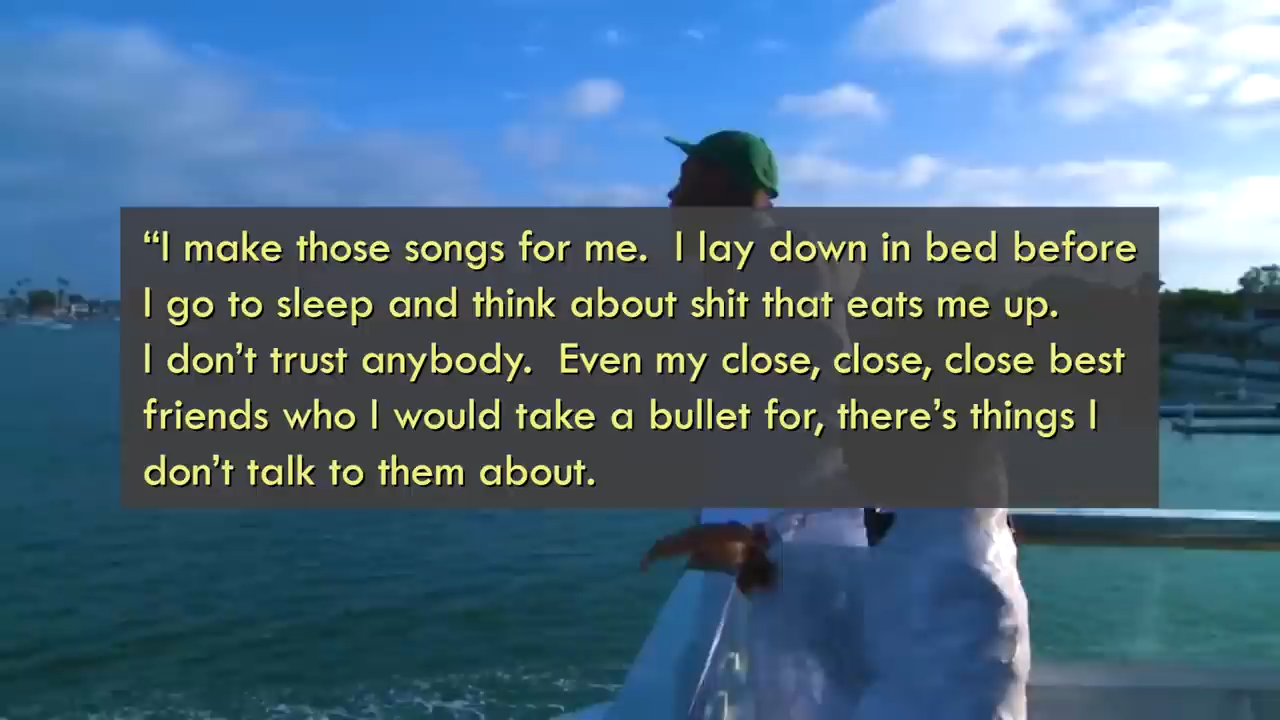 “I make those songs for me.  I lay down in bed before
I go to sleep and think about shit that eats me up.
I don’t trust anybody.  Even my close, close, close best
friends who I would take a bullet for, there’s things I
don’t talk to them about.